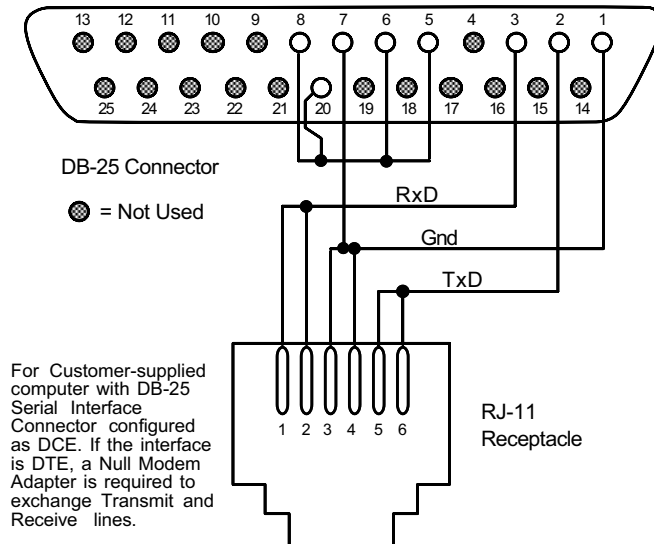 13 12 11 10 9 8 7 6 5 4 3 2 1
25 24 23 22 21 20 19 18 17 16 15 14
DB-25 Connector
= Not Used
RxD
Gnd
TxD
For Customer-supplied
computer with DB-25
Serial Interface
Connector configured
as DCE. If the interface
is DTE, a Null Modem
Adapter is required to
exchange Transmit and
Receive lines.
1 2 3 4 5 6
RJ-11
Receptacle